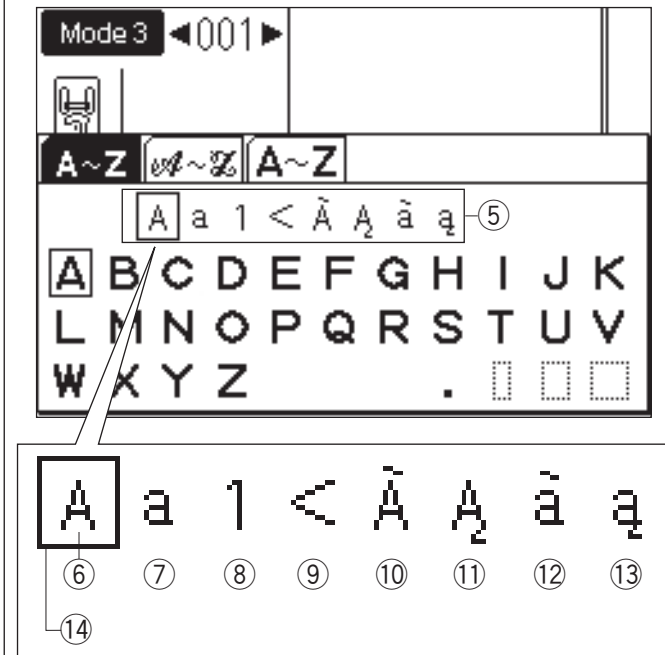 Mode 3 ◄001►
A~Z 𝒜~𝒵 A~Z
A a 1 < Ã Ą ã ą ⑤
A B C D E F G H I J K
L M N O P Q R S T U V
W X Y Z .
A a 1 < Ã Ą ã ą
⑥ ⑦ ⑧ ⑨ ⑩ ⑪ ⑫ ⑬
⑭